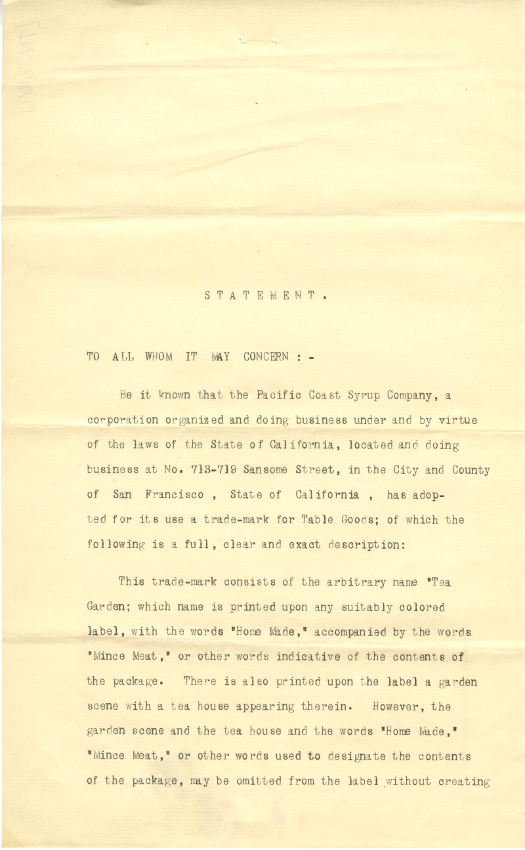 STATEMENT.
TO ALL WHOM IT MAY CONCERN : -
Be it known that the Pacific Coast Syrup Company, a
corporation organized and doing business under and by virtue
of the laws of the State of California, located and doing
business at No. 713-719 Sansome Street, in the City and County
of San Francisco , State of California , has adop-
ted for its use a trade-mark for Table Goods; of which the
following is a full, clear and exact description:
This trade-mark consists of the arbitrary name "Tea
Garden; which name is printed upon any suitably colored
label, with the words "Home Made," accompanied by the words
"Mince Meat," or other words indicative of the contents of
the package. There is also printed upon the label a garden
scene with a tea house appearing therein. However, the
garden scene and the tea house and the words "Home Made,"
"Mince Meat," or other words used to designate the contents
of the package, may be omitted from the label without creating